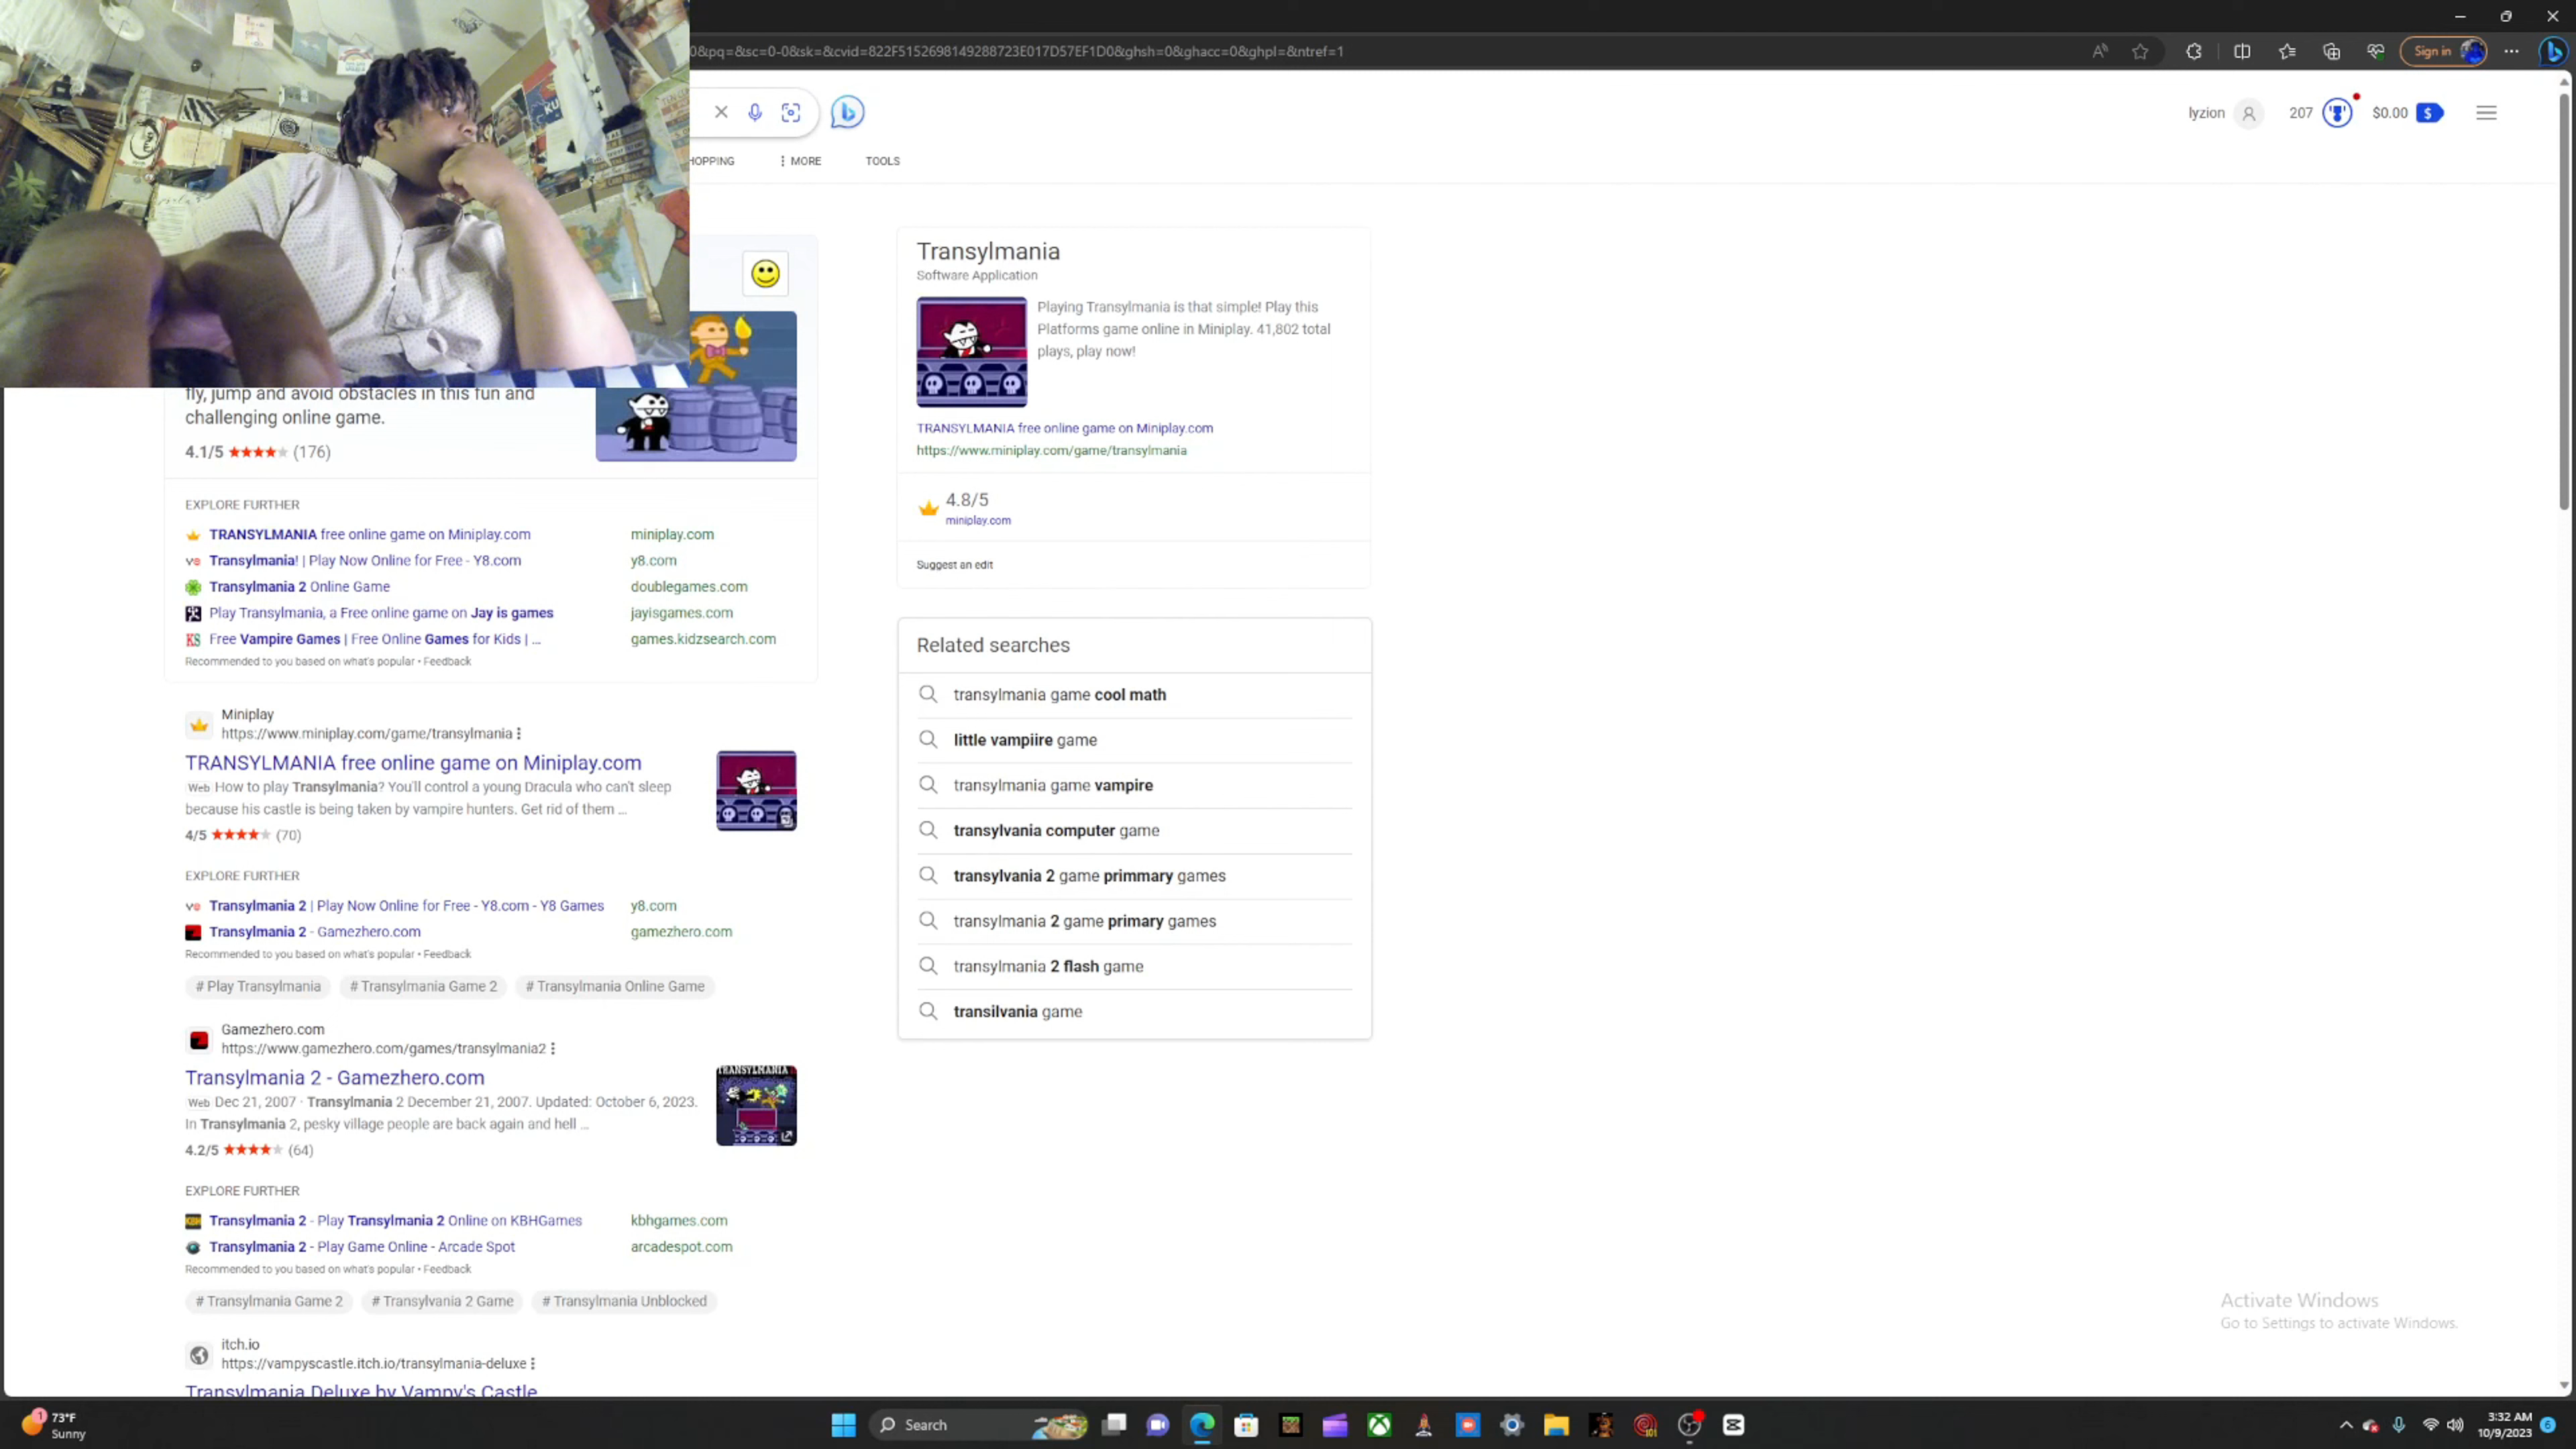 0&pq=&sc=0-0&sk=&cvid=822F5152698149288723E017D57EF1D0&ghsh=0&ghacc=0&ghpl=&ntref=1
Sign in
lyzion
207
$0.00
HOPPING
MORE
TOOLS
fly, jump and avoid obstacles in this fun and
challenging online game.
4.1/5 (176)
EXPLORE FURTHER
TRANSYLMANIA free online game on Miniplay.com miniplay.com
Transylmania! | Play Now Online for Free - Y8.com y8.com
Transylmania 2 Online Game doublegames.com
Play Transylmania, a Free online game on Jay is games jayisgames.com
KS Free Vampire Games | Free Online Games for Kids | ... games.kidzsearch.com
Recommended to you based on what's popular • Feedback
Miniplay
https://www.miniplay.com/game/transylmania
TRANSYLMANIA free online game on Miniplay.com
Web How to play Transylmania? You'll control a young Dracula who can't sleep
because his castle is being taken by vampire hunters. Get rid of them ...
4/5 (70)
EXPLORE FURTHER
Transylmania 2 | Play Now Online for Free - Y8.com - Y8 Games y8.com
Transylmania 2 - Gamezhero.com gamezhero.com
Recommended to you based on what's popular • Feedback
# Play Transylmania # Transylmania Game 2 # Transylmania Online Game
Gamezhero.com
https://www.gamezhero.com/games/transylmania2
Transylmania 2 - Gamezhero.com
Web Dec 21, 2007 · Transylmania 2 December 21, 2007. Updated: October 6, 2023.
In Transylmania 2, pesky village people are back again and hell ...
4.2/5 (64)
TRANSYLMANIA
EXPLORE FURTHER
Transylmania 2 - Play Transylmania 2 Online on KBHGames kbhgames.com
Transylmania 2 - Play Game Online - Arcade Spot arcadespot.com
Recommended to you based on what's popular • Feedback
# Transylmania Game 2 # Transylvania 2 Game # Transylmania Unblocked
itch.io
https://vampyscastle.itch.io/transylmania-deluxe
Transylmania Deluxe by Vampy's Castle
Transylmania
Software Application
Playing Transylmania is that simple! Play this
Platforms game online in Miniplay. 41,802 total
plays, play now!
TRANSYLMANIA free online game on Miniplay.com
https://www.miniplay.com/game/transylmania
4.8/5
miniplay.com
Suggest an edit
Related searches
transylmania game cool math
little vampiire game
transylmania game vampire
transylvania computer game
transylvania 2 game primmary games
transylmania 2 game primary games
transylmania 2 flash game
transilvania game
Activate Windows
Go to Settings to activate Windows.
1
73°F
Sunny
Search
101
3:32 AM
10/9/2023
6